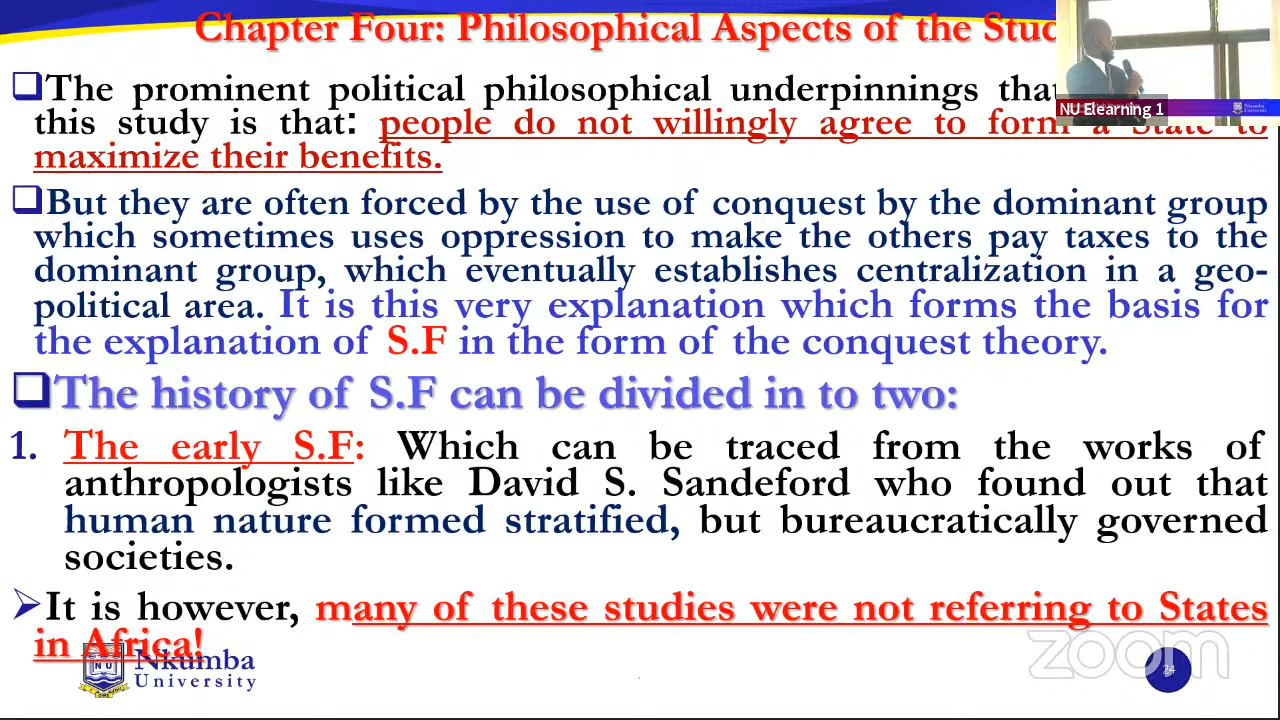 Chapter Four: Philosophical Aspects of the Stud
❑The prominent political philosophical underpinnings tha
this study is that: people do not willingly agree to form a State to
maximize their benefits.
❑But they are often forced by the use of conquest by the dominant group
which sometimes uses oppression to make the others pay taxes to the
dominant group, which eventually establishes centralization in a geo-
political area. It is this very explanation which forms the basis for
the explanation of S.F in the form of the conquest theory.
❑The history of S.F can be divided in to two:
1. The early S.F: Which can be traced from the works of
anthropologists like David S. Sandeford who found out that
human nature formed stratified, but bureaucratically governed
societies.
➢It is however, many of these studies were not referring to States
in Africa!
NU Elearning 1
Nkumba
University
NU
Nkumba
University
zoom
24